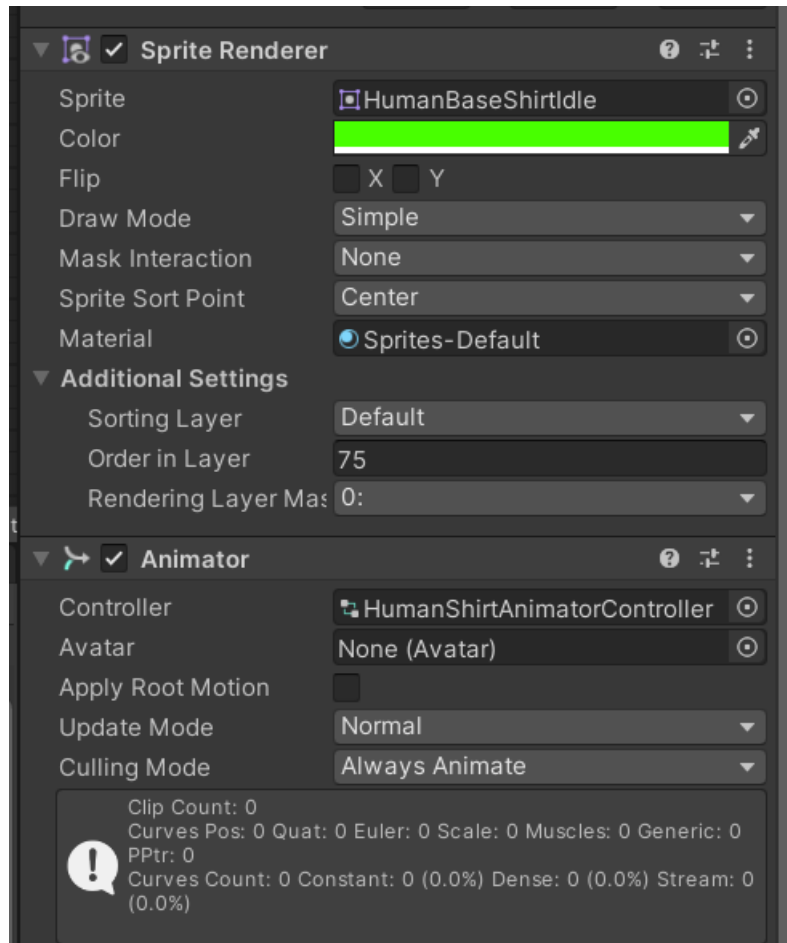 Sprite Renderer
Sprite HumanBaseShirtIdle
Color
Flip X Y
Draw Mode Simple
Mask Interaction None
Sprite Sort Point Center
Material Sprites-Default
Additional Settings
Sorting Layer Default
Order in Layer 75
Rendering Layer Mas 0:
t
Animator
Controller HumanShirtAnimatorController
Avatar None (Avatar)
Apply Root Motion
Update Mode Normal
Culling Mode Always Animate
Clip Count: 0
Curves Pos: 0 Quat: 0 Euler: 0 Scale: 0 Muscles: 0 Generic: 0
PPtr: 0
Curves Count: 0 Constant: 0 (0.0%) Dense: 0 (0.0%) Stream: 0
(0.0%)